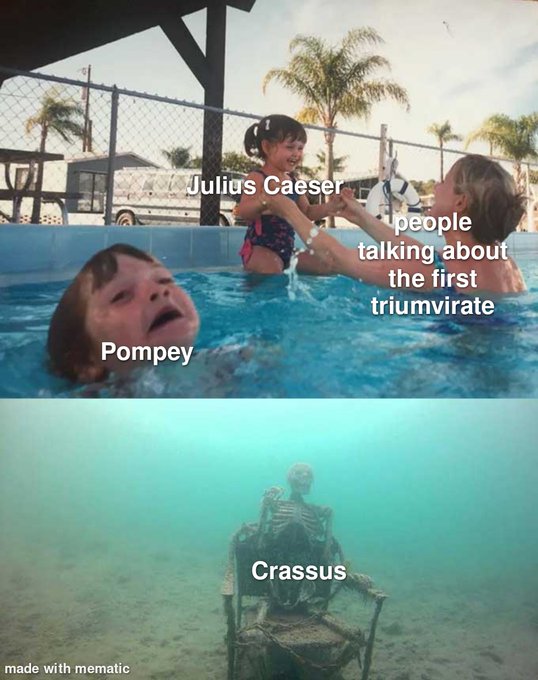 Julius Caeser
people
talking about
the first
triumvirate
Pompey
Crassus
made with mematic